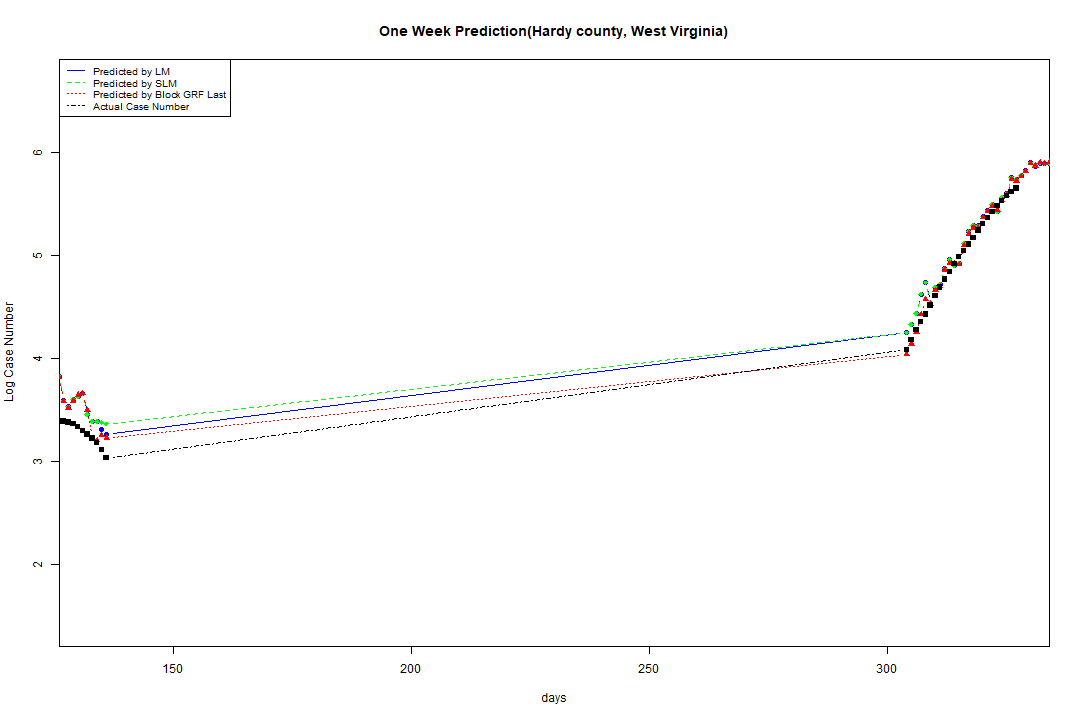 One Week Prediction(Hardy county, West Virginia)
Predicted by LM
Predicted by SLM
Predicted by Block GRF Last
Actual Case Number
Log Case Number
6
5
4
3
2
150 200 250 300
days